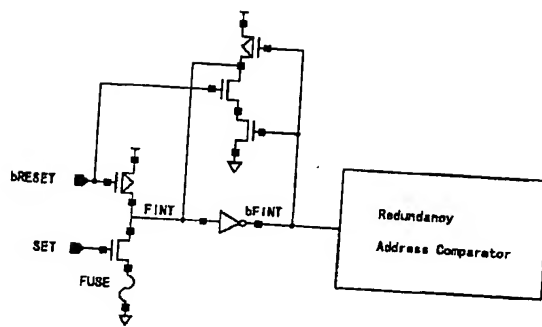 bRESET
FINT
bFINT
Redundancy
Address Comparator
SET
FUSE